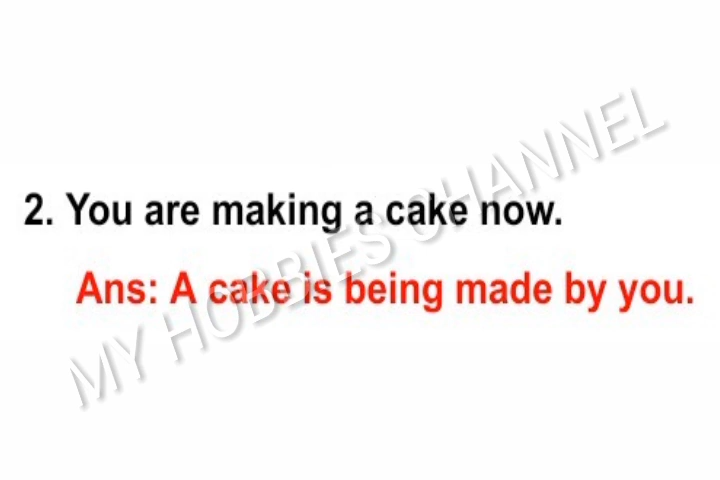 2. You are making a cake now.
Ans: A cake is being made by you.
MY HOBBIES CHANNEL